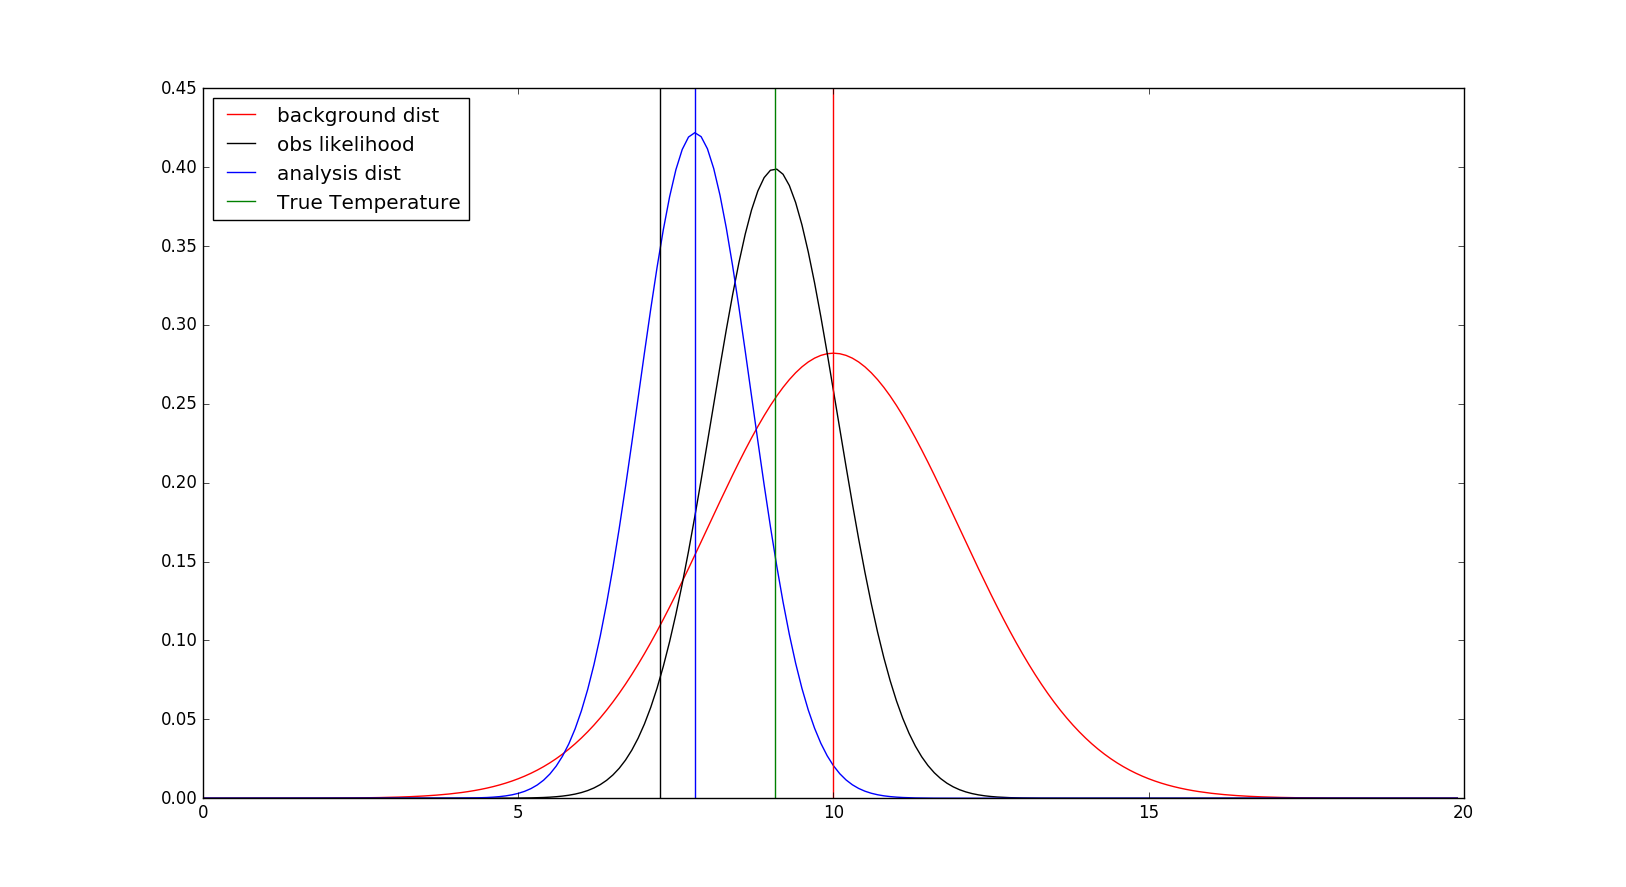 0.45
0.40
0.35
0.30
0.25
0.20
0.15
0.10
0.05
0.00
background dist
obs likelihood
analysis dist
True Temperature
0 5 10 15 20